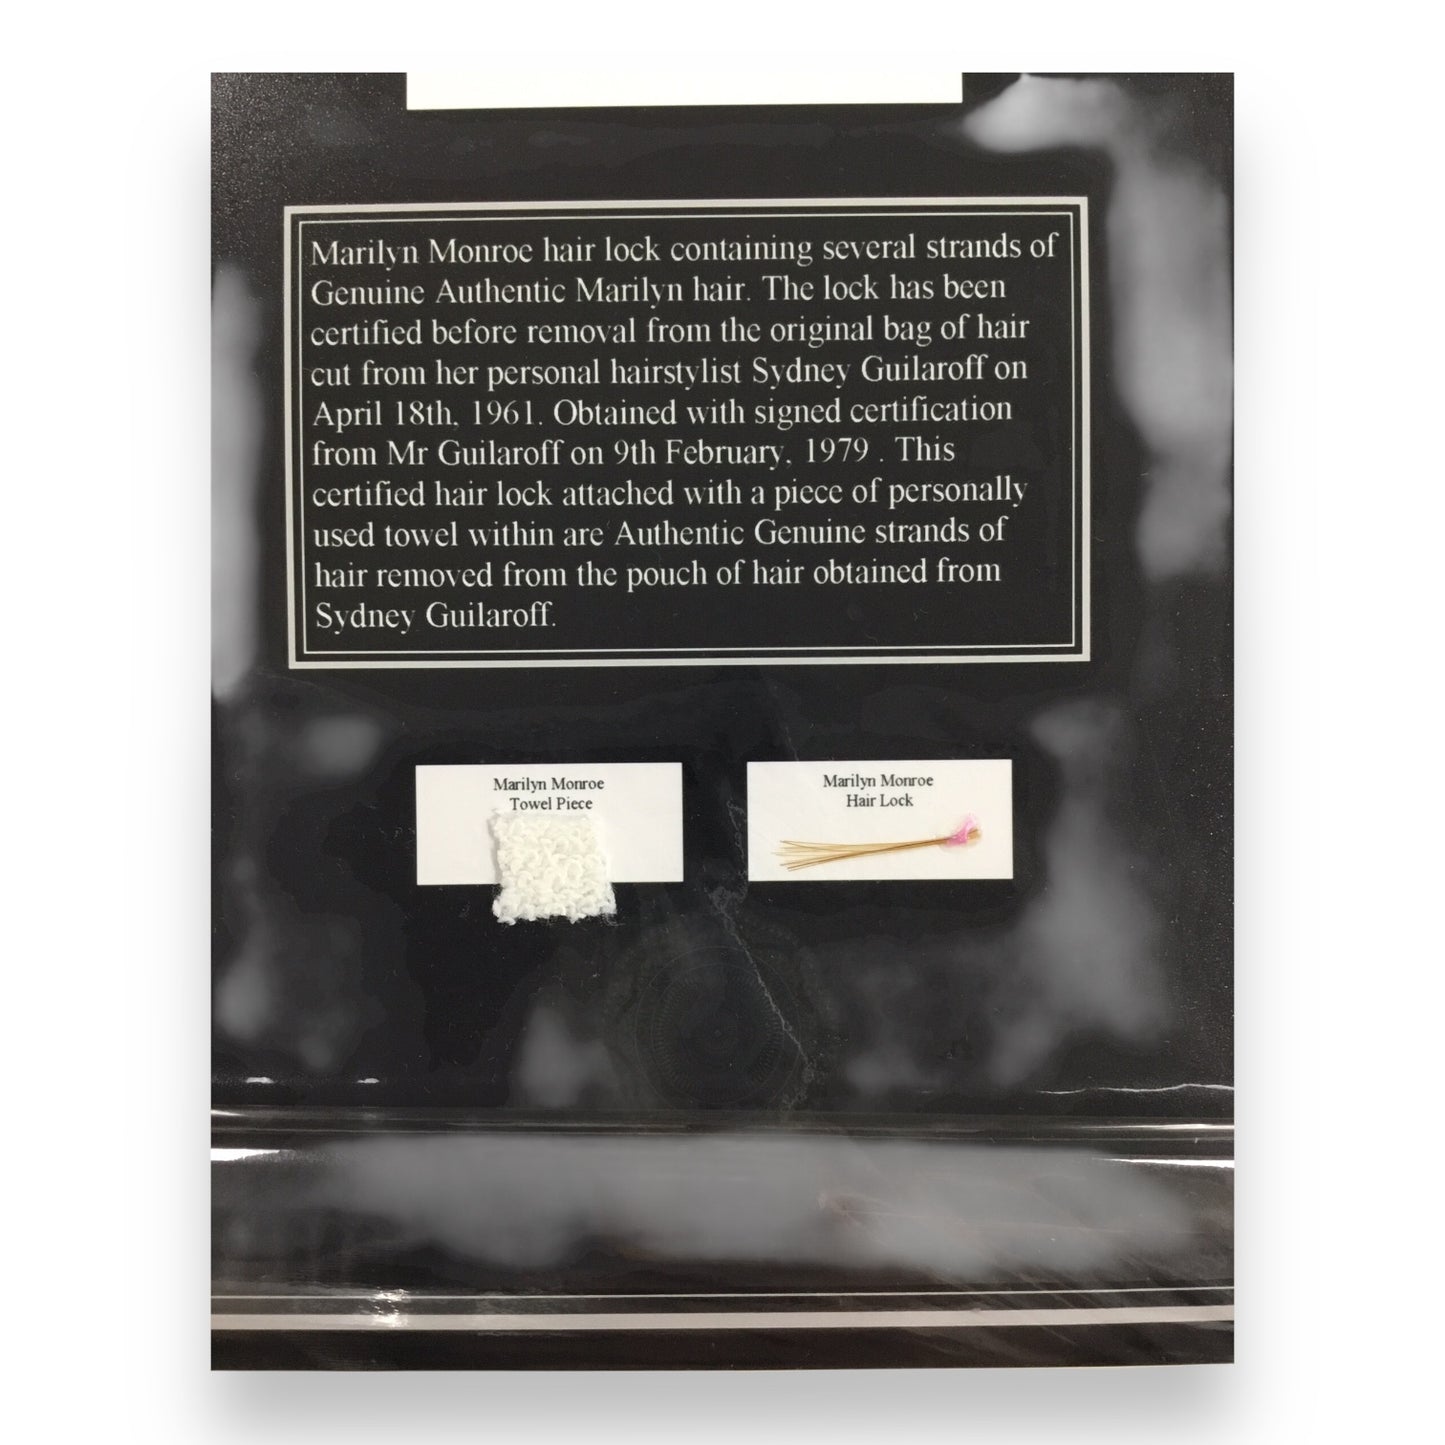 Marilyn Monroe hair lock containing several strands of
Genuine Authentic Marilyn hair. The lock has been
certified before removal from the original bag of hair
cut from her personal hairstylist Sydney Guilaroff on
April 18th, 1961. Obtained with signed certification
from Mr Guilaroff on 9th February, 1979 . This
certified hair lock attached with a piece of personally
used towel within are Authentic Genuine strands of
hair removed from the pouch of hair obtained from
Sydney Guilaroff.
Marilyn Monroe
Towel Piece
Marilyn Monroe
Hair Lock